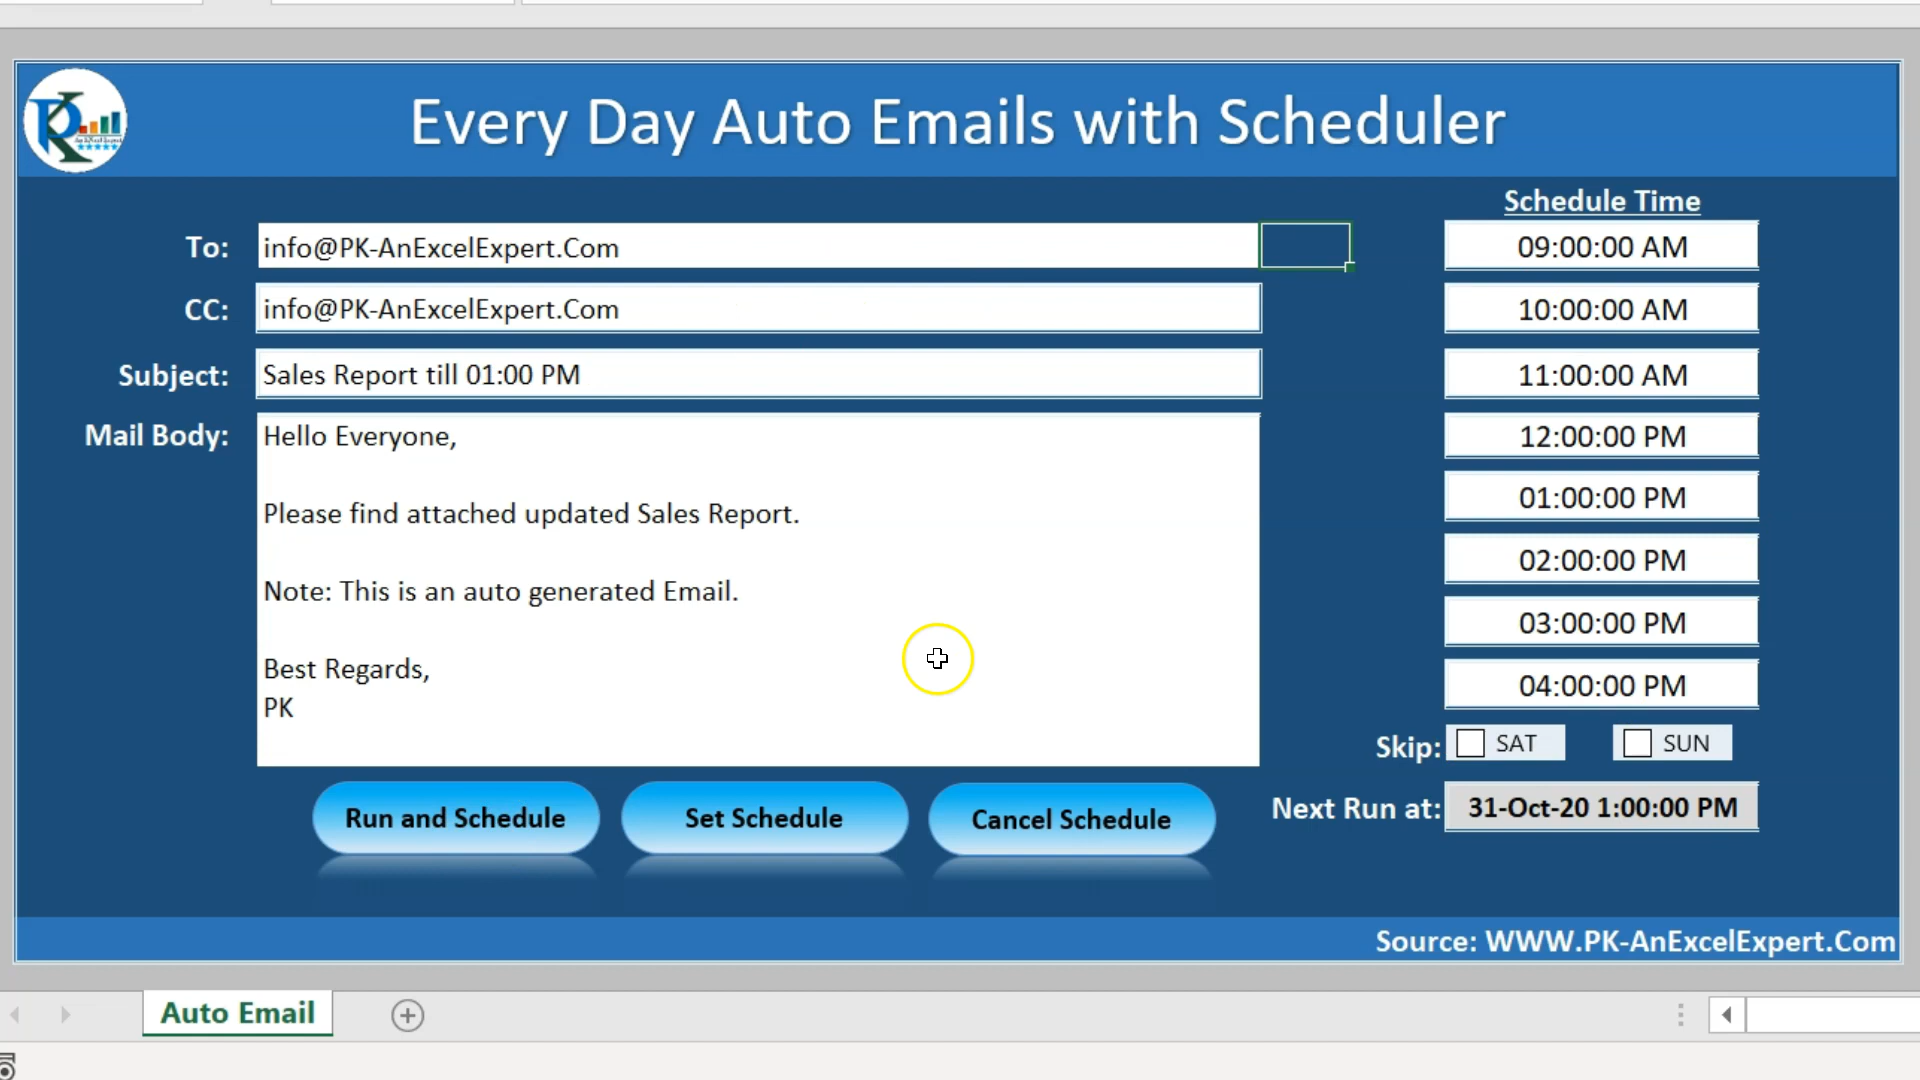 Every Day Auto Emails with Scheduler
Schedule Time
To: info@PK-AnExcelExpert.Com
09:00:00 AM
CC: info@PK-AnExcelExpert.Com
10:00:00 AM
Subject: Sales Report till 01:00 PM
11:00:00 AM
Mail Body: Hello Everyone,
Please find attached updated Sales Report.
Note: This is an auto generated Email.
Best Regards,
PK
12:00:00 PM
01:00:00 PM
02:00:00 PM
03:00:00 PM
04:00:00 PM
Skip: SAT SUN
Run and Schedule Set Schedule Cancel Schedule
Next Run at: 31-Oct-20 1:00:00 PM
Source: WWW.PK-AnExcelExpert.Com
Auto Email